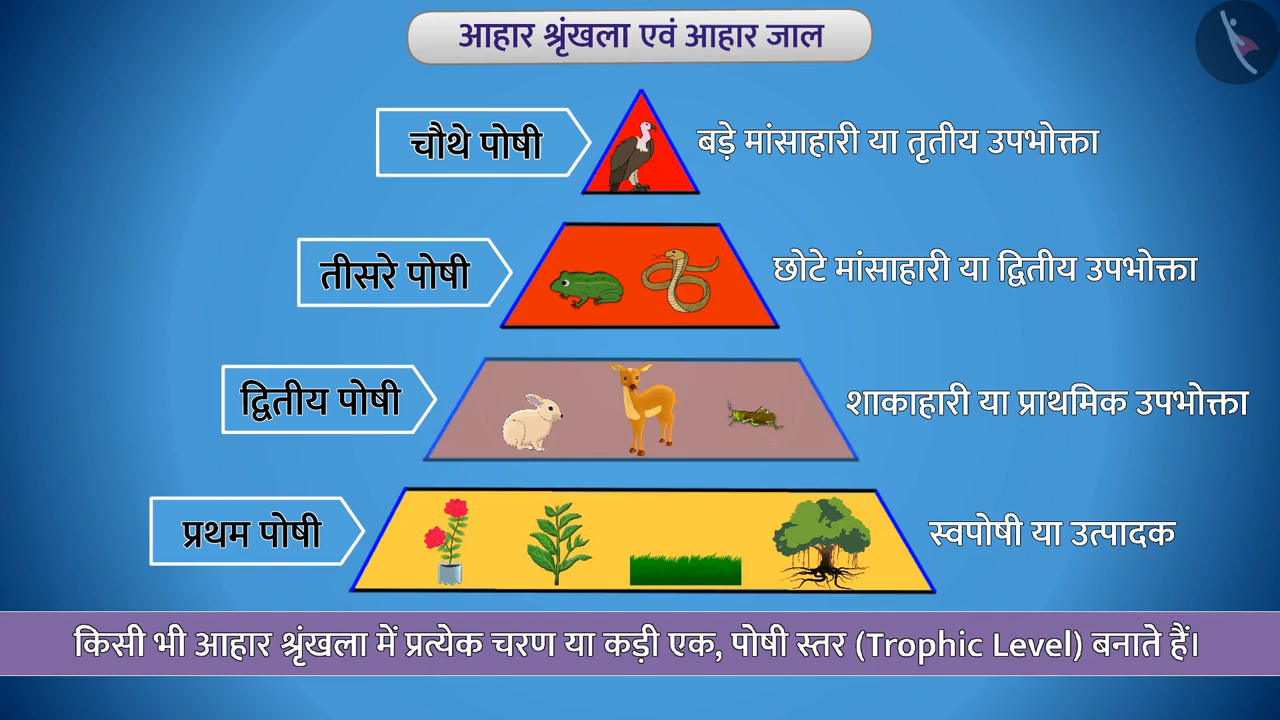 आहार श्रृंखला एवं आहार जाल
चौथे पोषी
बड़े मांसाहारी या तृतीय उपभोक्ता
तीसरे पोषी
छोटे मांसाहारी या द्वितीय उपभोक्ता
द्वितीय पोषी
शाकाहारी या प्राथमिक उपभोक्ता
प्रथम पोषी
स्वपोषी या उत्पादक
किसी भी आहार श्रृंखला में प्रत्येक चरण या कड़ी एक, पोषी स्तर (Trophic Level) बनाते हैं।